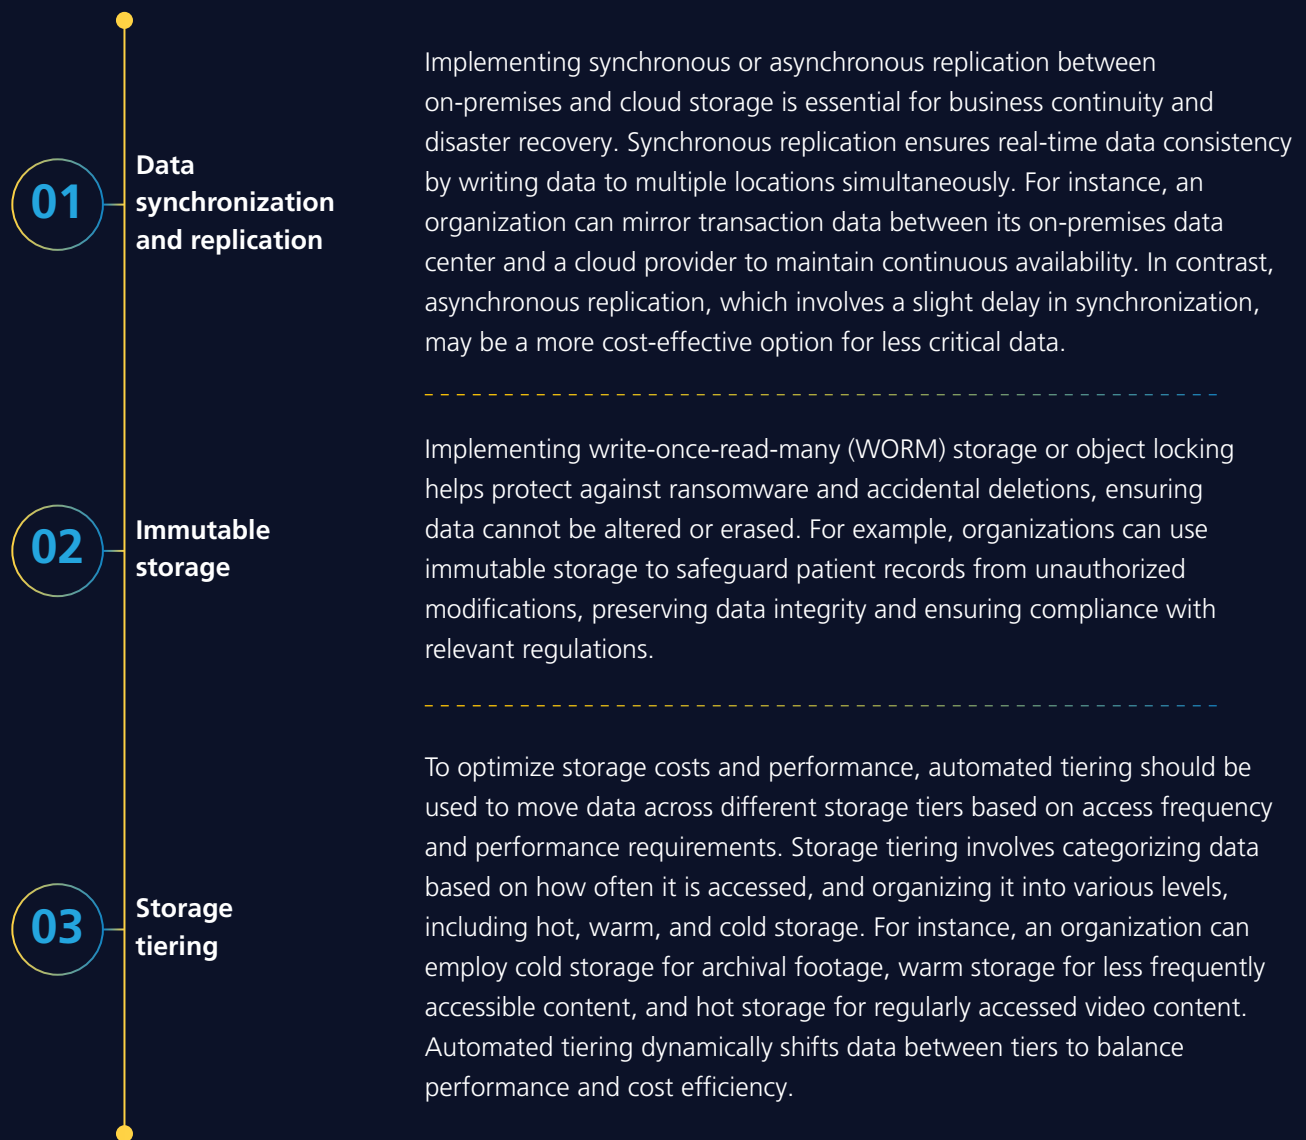 01
Data
synchronization
and replication
Implementing synchronous or asynchronous replication between
on-premises and cloud storage is essential for business continuity and
disaster recovery. Synchronous replication ensures real-time data consistency
by writing data to multiple locations simultaneously. For instance, an
organization can mirror transaction data between its on-premises data
center and a cloud provider to maintain continuous availability. In contrast,
asynchronous replication, which involves a slight delay in synchronization,
may be a more cost-effective option for less critical data.
02
Immutable
storage
Implementing write-once-read-many (WORM) storage or object locking
helps protect against ransomware and accidental deletions, ensuring
data cannot be altered or erased. For example, organizations can use
immutable storage to safeguard patient records from unauthorized
modifications, preserving data integrity and ensuring compliance with
relevant regulations.
03
Storage
tiering
To optimize storage costs and performance, automated tiering should be
used to move data across different storage tiers based on access frequency
and performance requirements. Storage tiering involves categorizing data
based on how often it is accessed, and organizing it into various levels,
including hot, warm, and cold storage. For instance, an organization can
employ cold storage for archival footage, warm storage for less frequently
accessible content, and hot storage for regularly accessed video content.
Automated tiering dynamically shifts data between tiers to balance
performance and cost efficiency.